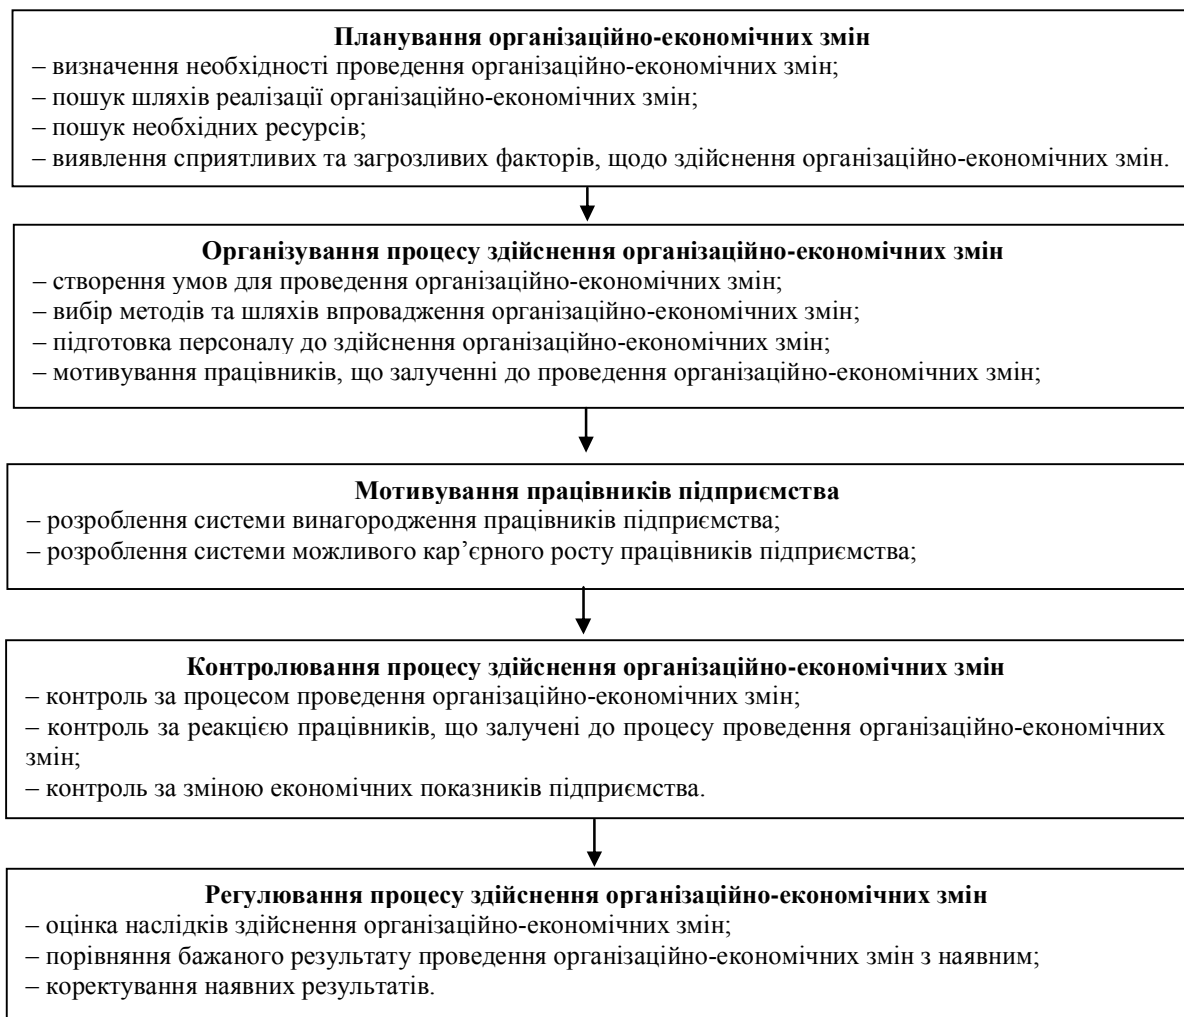 Планування організаційно-економічних змін
– визначення необхідності проведення організаційно-економічних змін;
– пошук шляхів реалізації організаційно-економічних змін;
– пошук необхідних ресурсів;
– виявлення сприятливих та загрозливих факторів, щодо здійснення організаційно-економічних змін.
Організування процесу здійснення організаційно-економічних змін
– створення умов для проведення організаційно-економічних змін;
– вибір методів та шляхів впровадження організаційно-економічних змін;
– підготовка персоналу до здійснення організаційно-економічних змін;
– мотивування працівників, що залученні до проведення організаційно-економічних змін;
Мотивування працівників підприємства
– розроблення системи винагородження працівників підприємства;
– розроблення системи можливого кар’єрного росту працівників підприємства;
Контролювання процесу здійснення організаційно-економічних змін
– контроль за процесом проведення організаційно-економічних змін;
– контроль за реакцією працівників, що залучені до процесу проведення організаційно-економічних
змін;
– контроль за зміною економічних показників підприємства.
Регулювання процесу здійснення організаційно-економічних змін
– оцінка наслідків здійснення організаційно-економічних змін;
– порівняння бажаного результату проведення організаційно-економічних змін з наявним;
– коректування наявних результатів.